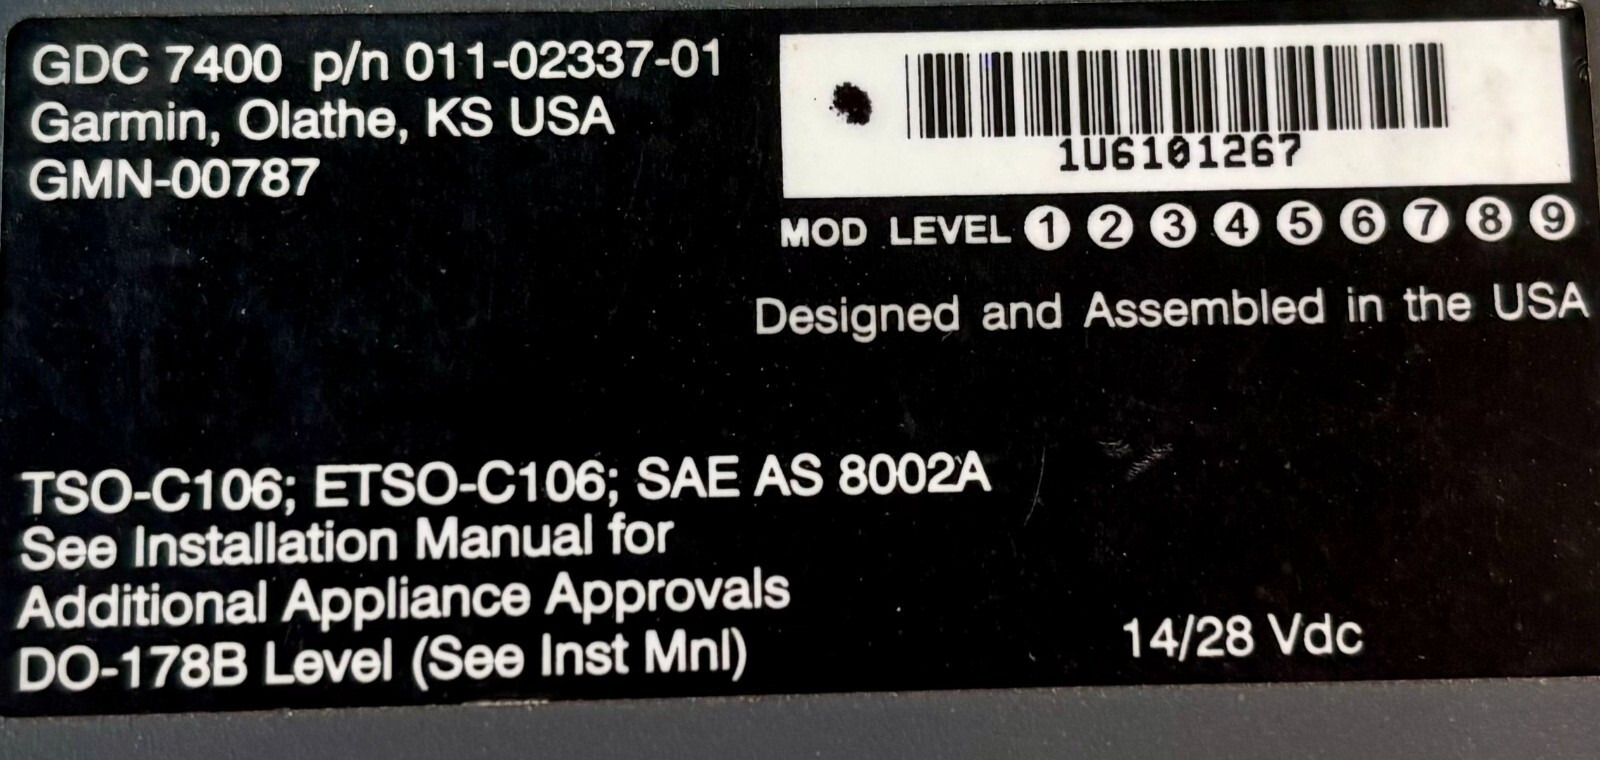 GDC 7400 p/n 011-02337-01
Garmin, Olathe, KS USA
GMN-00787
1U6101267
MOD LEVEL 1 2 3 4 5 6 7 8 9
Designed and Assembled in the USA
TSO-C106; ETSO-C106; SAE AS 8002A
See Installation Manual for
Additional Appliance Approvals
DO-178B Level (See Inst Mnl)
14/28 Vdc